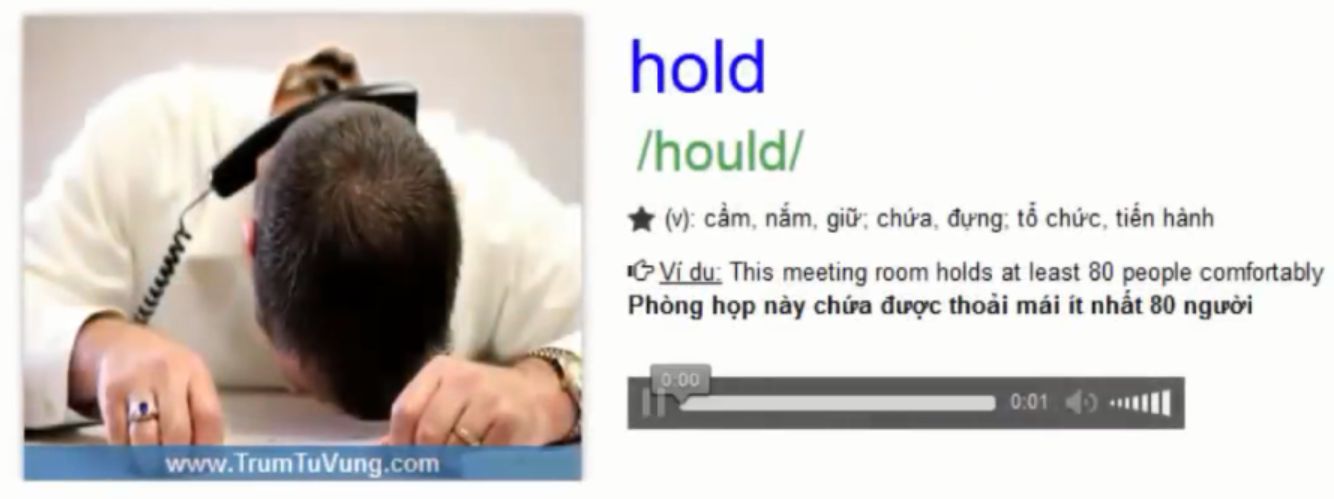 hold
/hould/
(v): cầm, nắm, giữ; chứa, đựng; tổ chức, tiến hành
Ví dụ: This meeting room holds at least 80 people comfortably
Phòng họp này chứa được thoải mái ít nhất 80 người
0:00
0:01
www.TrumTuVung.com